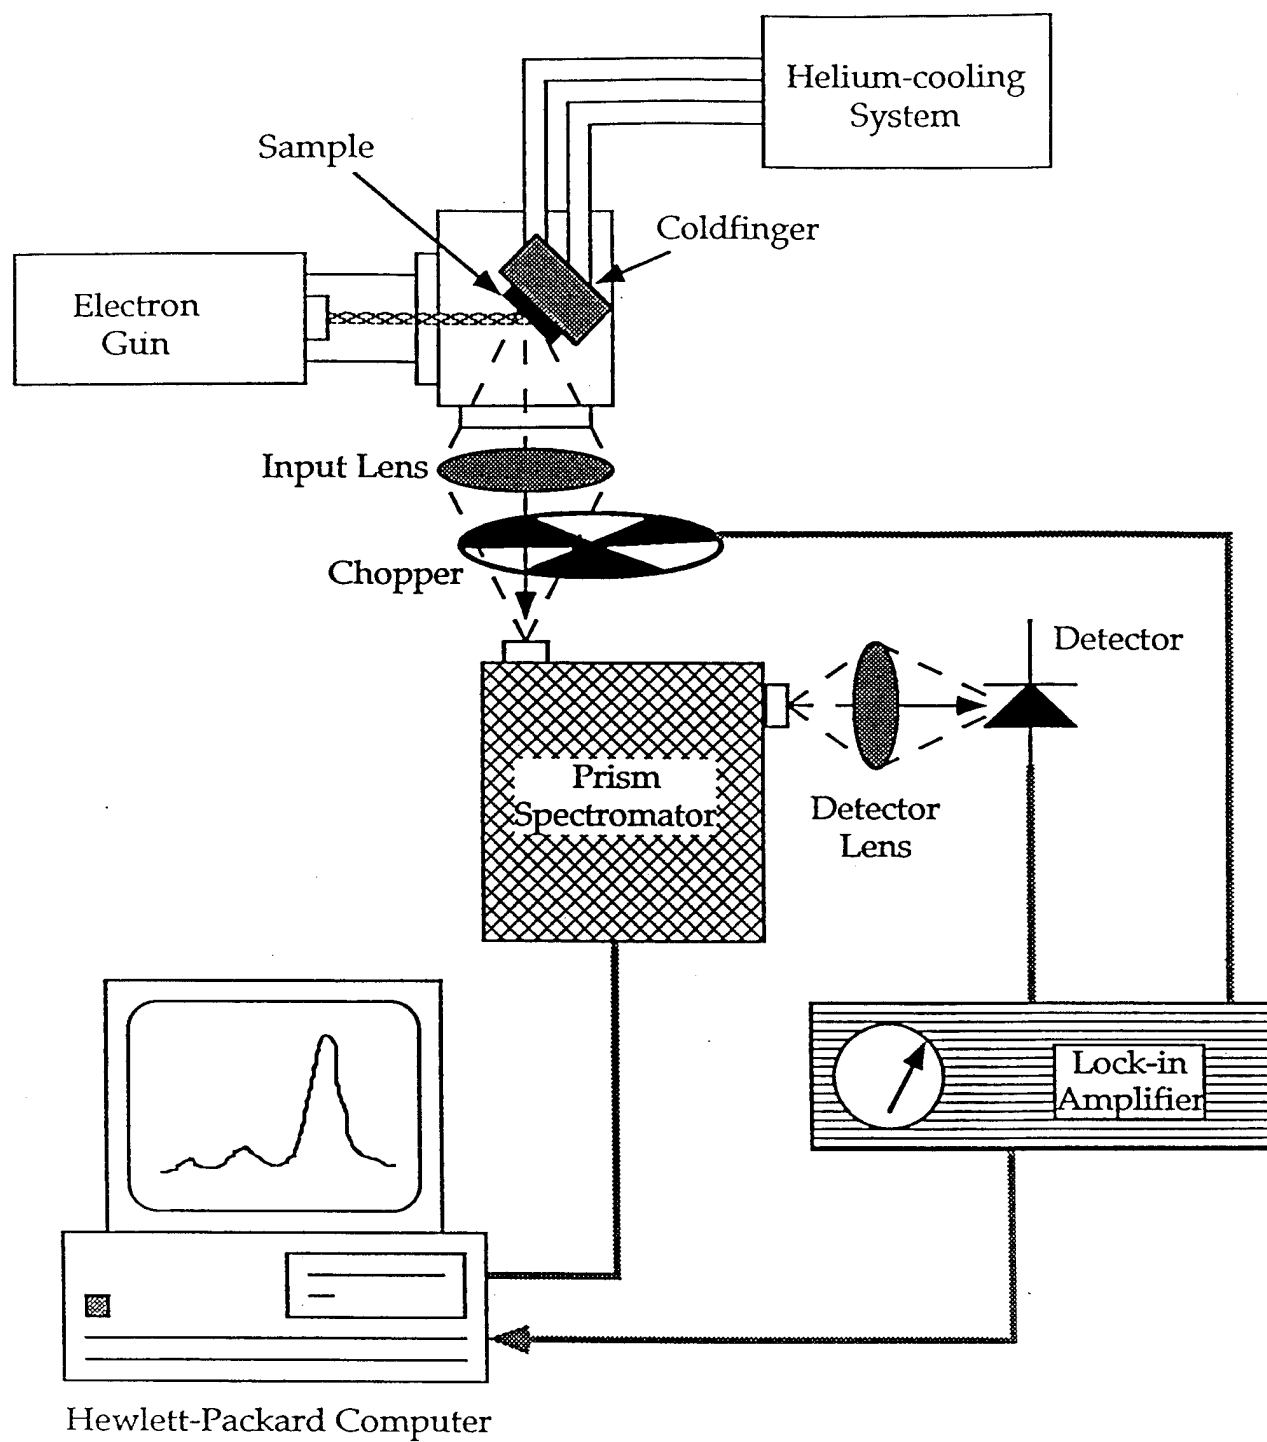 Helium-cooling
System
Sample
Coldfinger
Electron
Gun
Input Lens
Chopper
Detector
Prism
Spectromator
Detector
Lens
Lock-in
Amplifier
Hewlett-Packard Computer